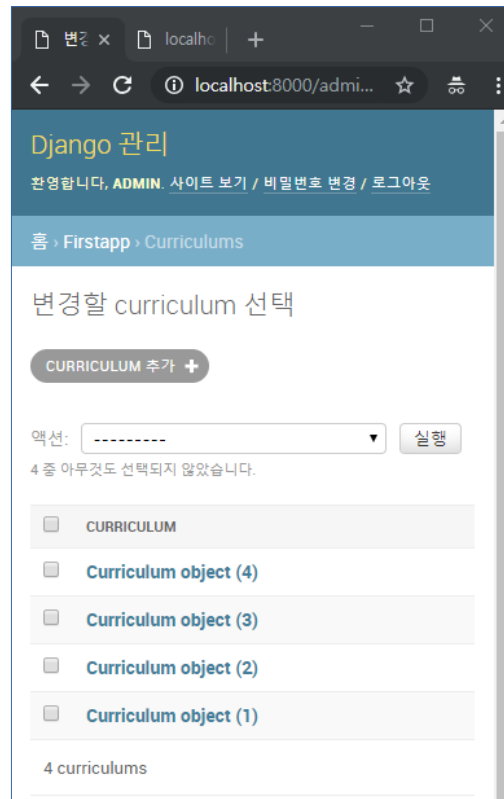 변경
localho
localhost:8000/admi...
Django 관리
환영합니다, ADMIN. 사이트 보기 / 비밀번호 변경 / 로그아웃
홈 › Firstapp › Curriculums
변경할 curriculum 선택
CURRICULUM 추가 +
액션: --------- 실행
4 중 아무것도 선택되지 않았습니다.
CURRICULUM
Curriculum object (4)
Curriculum object (3)
Curriculum object (2)
Curriculum object (1)
4 curriculums